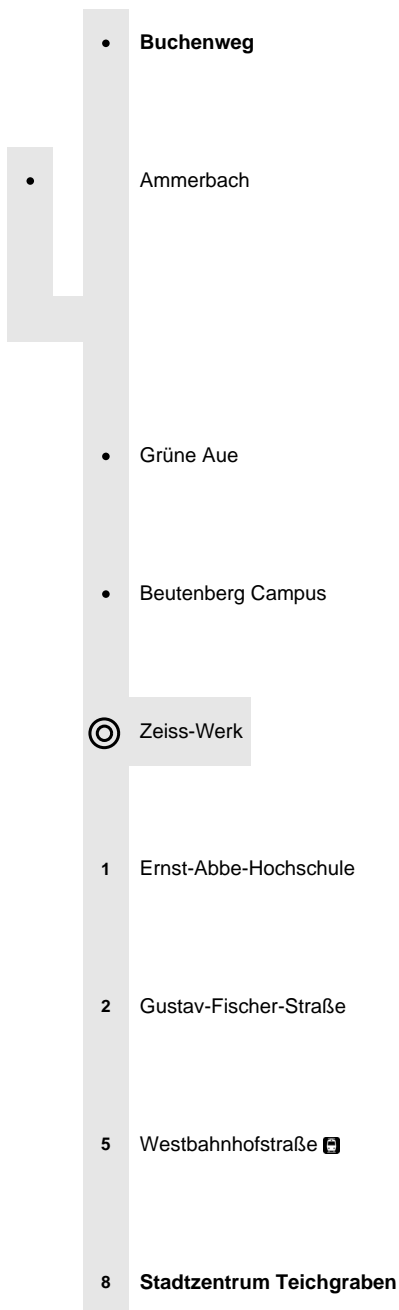 Buchenweg
Ammerbach
Grüne Aue
Beutenberg Campus
Zeiss-Werk
1 Ernst-Abbe-Hochschule
2 Gustav-Fischer-Straße
5 Westbahnhofstraße
8 Stadtzentrum Teichgraben